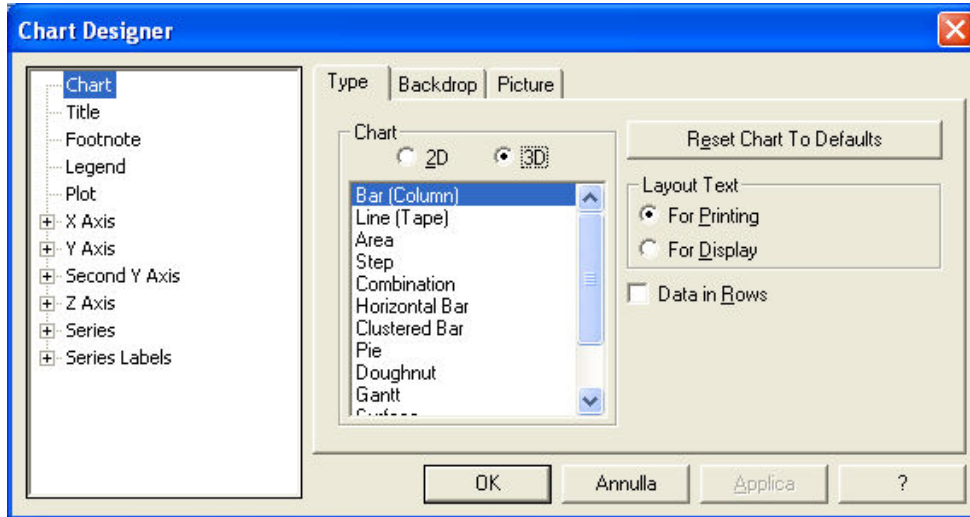 Chart Designer
Chart
Title
Footnote
Legend
Plot
X Axis
Y Axis
Second Y Axis
Z Axis
Series
Series Labels
Type
Backdrop
Picture
Chart
2D
3D
Bar (Column)
Line (Tape)
Area
Step
Combination
Horizontal Bar
Clustered Bar
Pie
Doughnut
Gantt
Reset Chart To Defaults
Layout Text
For Printing
For Display
Data in Rows
OK
Annulla
Applica
?